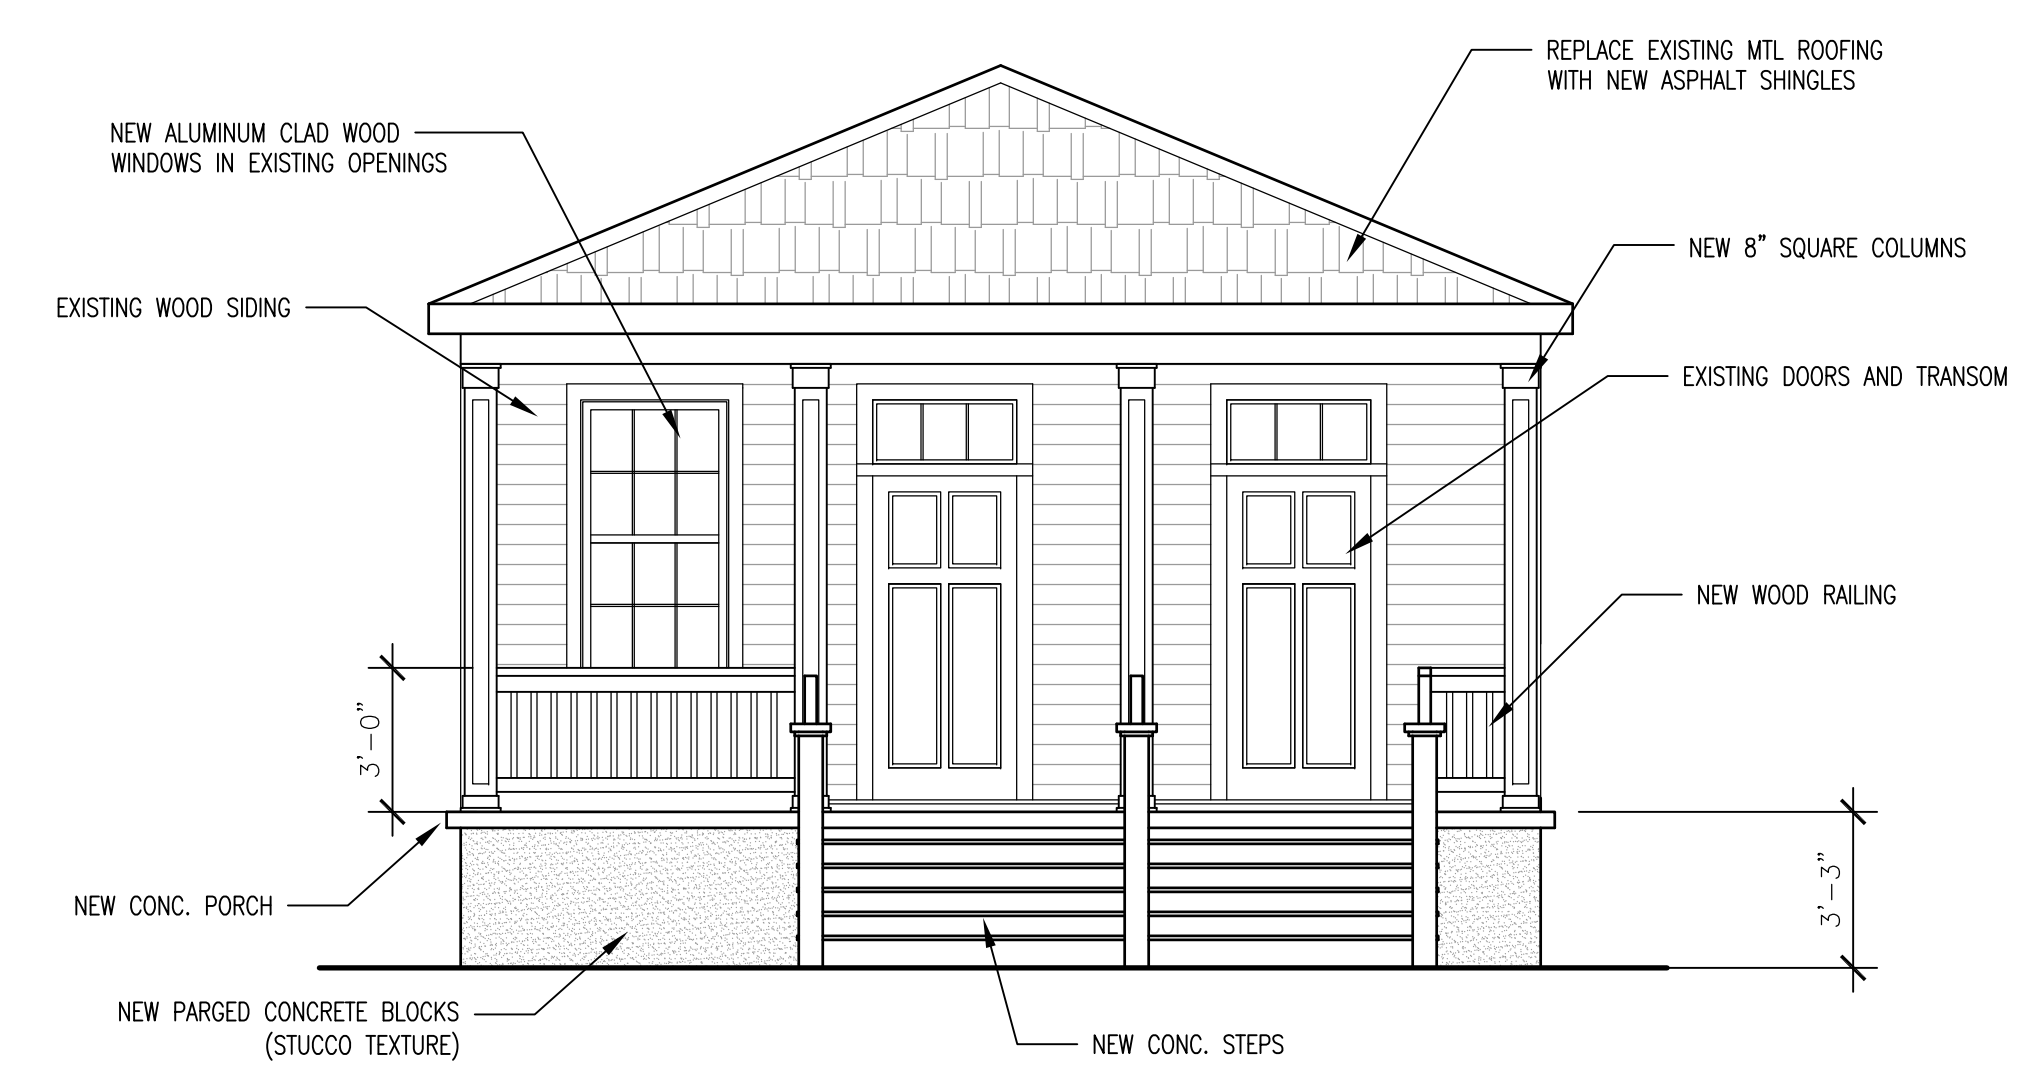 REPLACE EXISTING MTL ROOFING
WITH NEW ASPHALT SHINGLES
NEW ALUMINUM CLAD WOOD
WINDOWS IN EXISTING OPENINGS
NEW 8" SQUARE COLUMNS
EXISTING WOOD SIDING
EXISTING DOORS AND TRANSOM
NEW WOOD RAILING
3'-0"
3'-3"
NEW CONC. PORCH
NEW PARGED CONCRETE BLOCKS
(STUCCO TEXTURE)
NEW CONC. STEPS